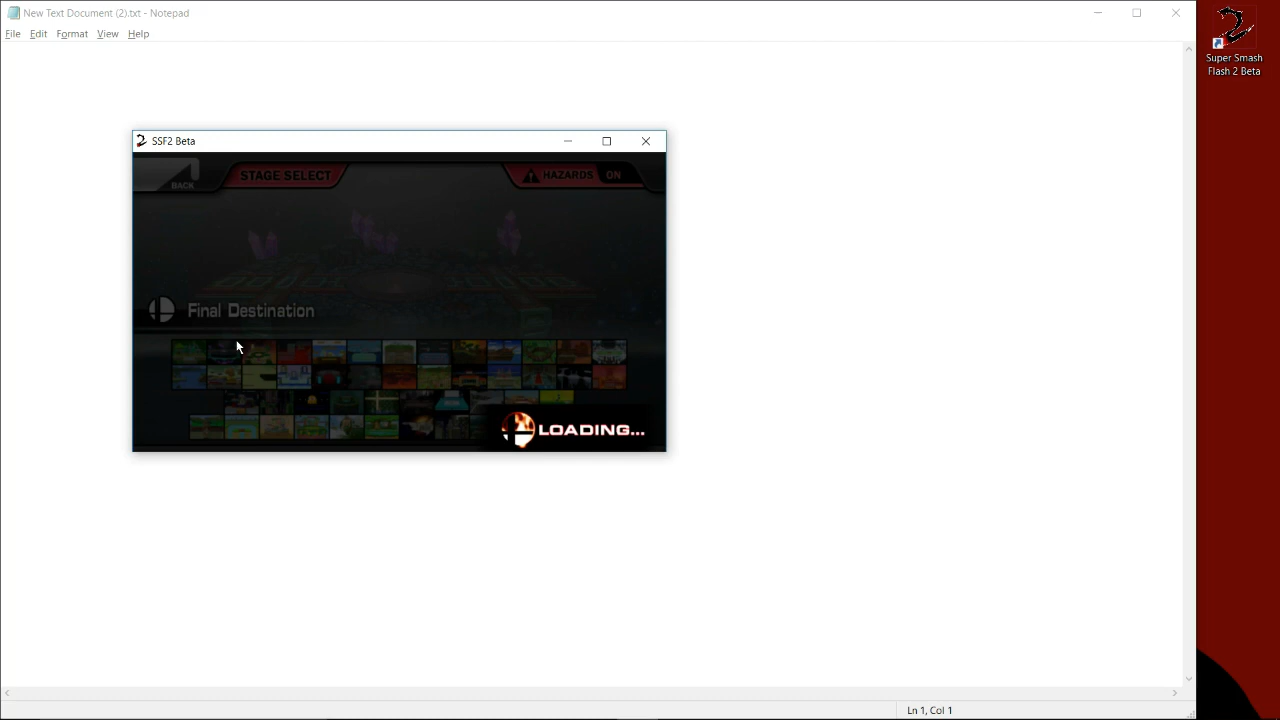 New Text Document (2).txt - Notepad
File Edit Format View Help
Super Smash
Flash 2 Beta
SSF2 Beta
BACK
STAGE SELECT
HAZARDS ON
Final Destination
LOADING...
Ln 1, Col 1